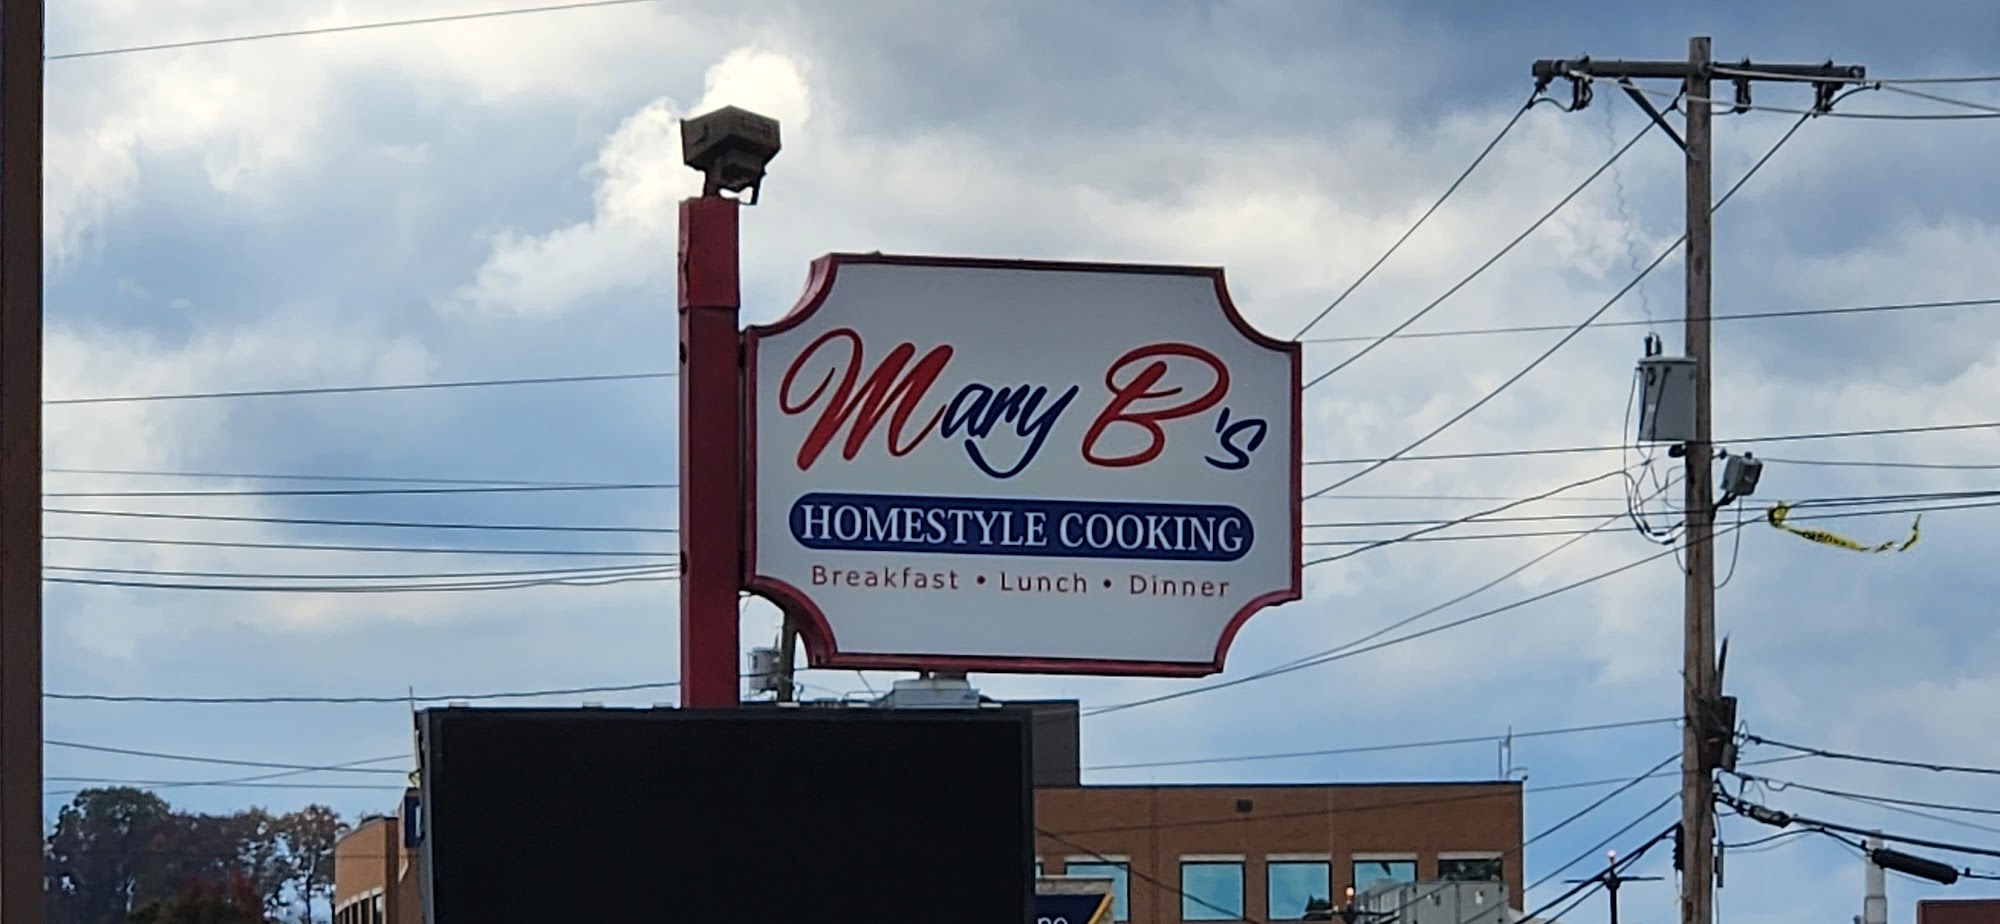 Mary B's
HOMESTYLE COOKING
Breakfast • Lunch • Dinner